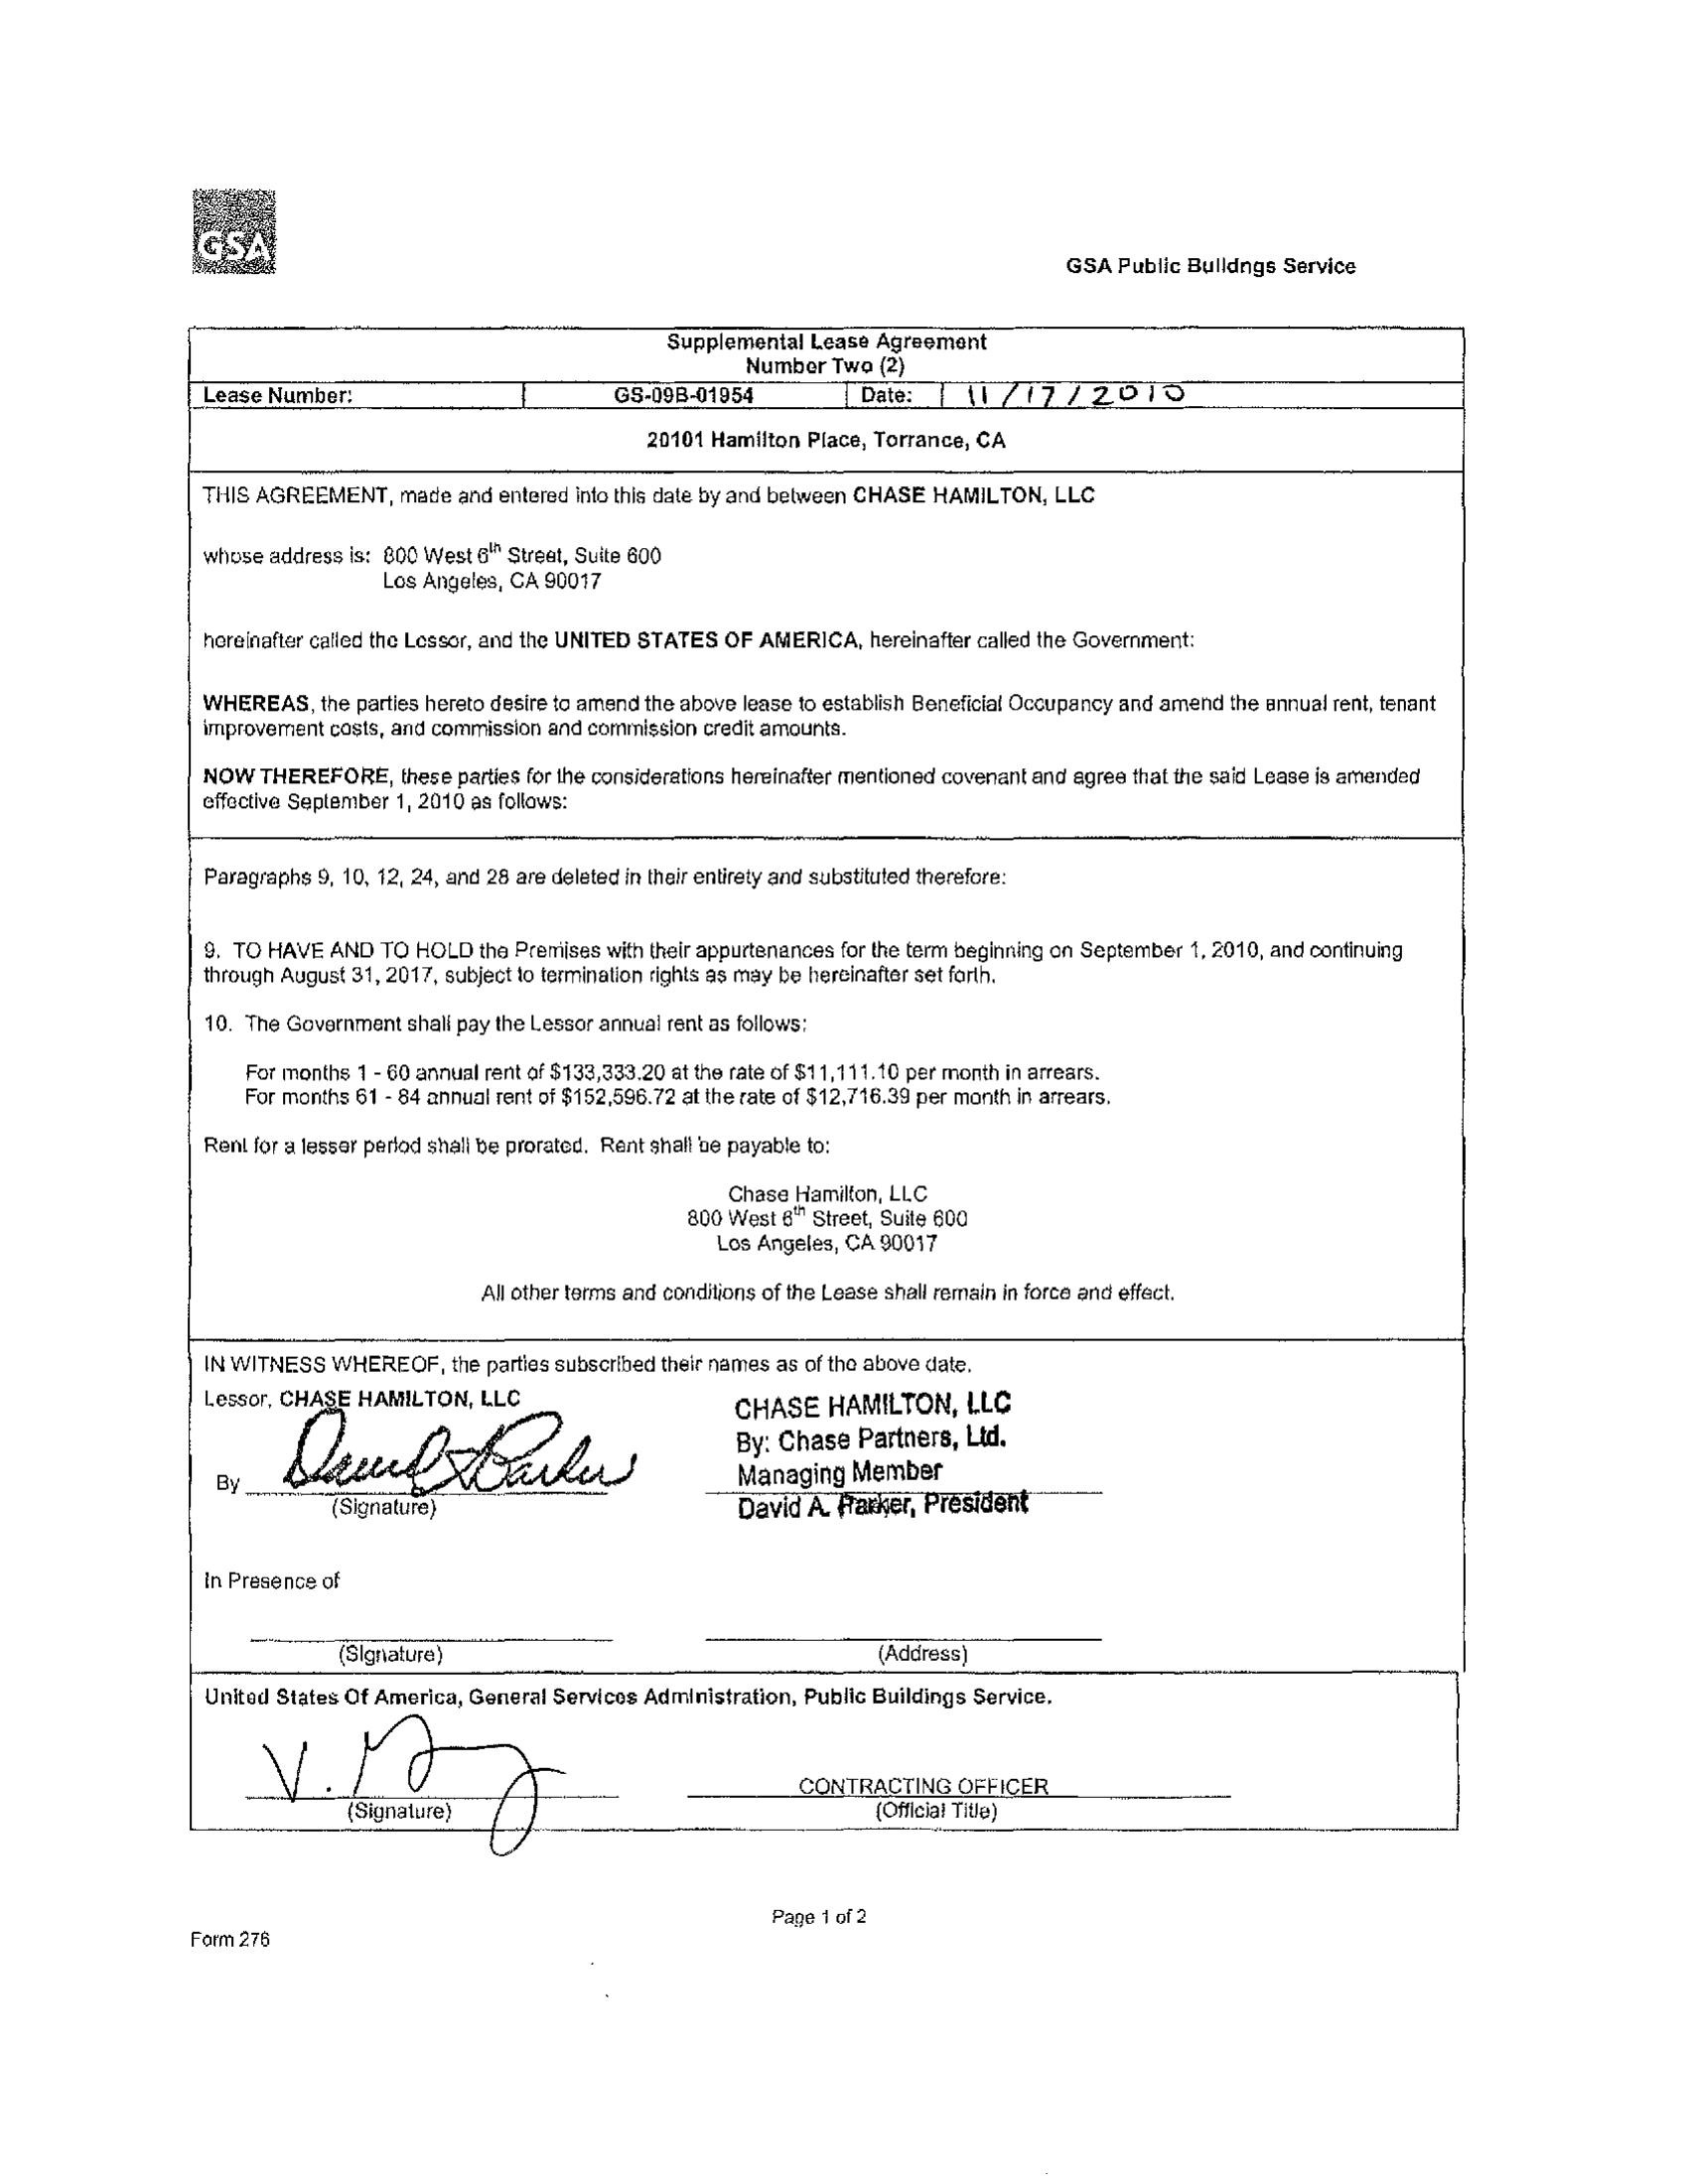 GSA
GSA Public Buildngs Service
Supplemental Lease Agreement
Number Two (2)
Lease Number: GS-09B-01954 Date: 11/17/2010
20101 Hamilton Place, Torrance, CA
THIS AGREEMENT, made and entered into this date by and between CHASE HAMILTON, LLC
whose address is: 800 West 6th Street, Suite 600
Los Angeles, CA 90017
hereinafter called the Lessor, and the UNITED STATES OF AMERICA, hereinafter called the Government:
WHEREAS, the parties hereto desire to amend the above lease to establish Beneficial Occupancy and amend the annual rent, tenant
improvement costs, and commission and commission credit amounts.
NOW THEREFORE, these parties for the considerations hereinafter mentioned covenant and agree that the said Lease is amended
effective September 1, 2010 as follows:
Paragraphs 9, 10, 12, 24, and 28 are deleted in their entirety and substituted therefore:
9. TO HAVE AND TO HOLD the Premises with their appurtenances for the term beginning on September 1, 2010, and continuing
through August 31, 2017, subject to termination rights as may be hereinafter set forth.
10. The Government shall pay the Lessor annual rent as follows:
For months 1 - 60 annual rent of $133,333.20 at the rate of $11,111.10 per month in arrears.
For months 61 - 84 annual rent of $152,596.72 at the rate of $12,716.39 per month in arrears.
Rent for a lesser period shall be prorated. Rent shall be payable to:
Chase Hamilton, LLC
800 West 6th Street, Suite 600
Los Angeles, CA 90017
All other terms and conditions of the Lease shall remain in force and effect.
IN WITNESS WHEREOF, the parties subscribed their names as of the above date.
Lessor, CHASE HAMILTON, LLC
CHASE HAMILTON, LLC
By: Chase Partners, Ltd.
Managing Member
David A. Parker, President
By David A Parker
(Signature)
In Presence of
(Signature) (Address)
United States Of America, General Services Administration, Public Buildings Service.
V.
CONTRACTING OFFICER
(Signature) (Official Title)
Page 1 of 2
Form 276